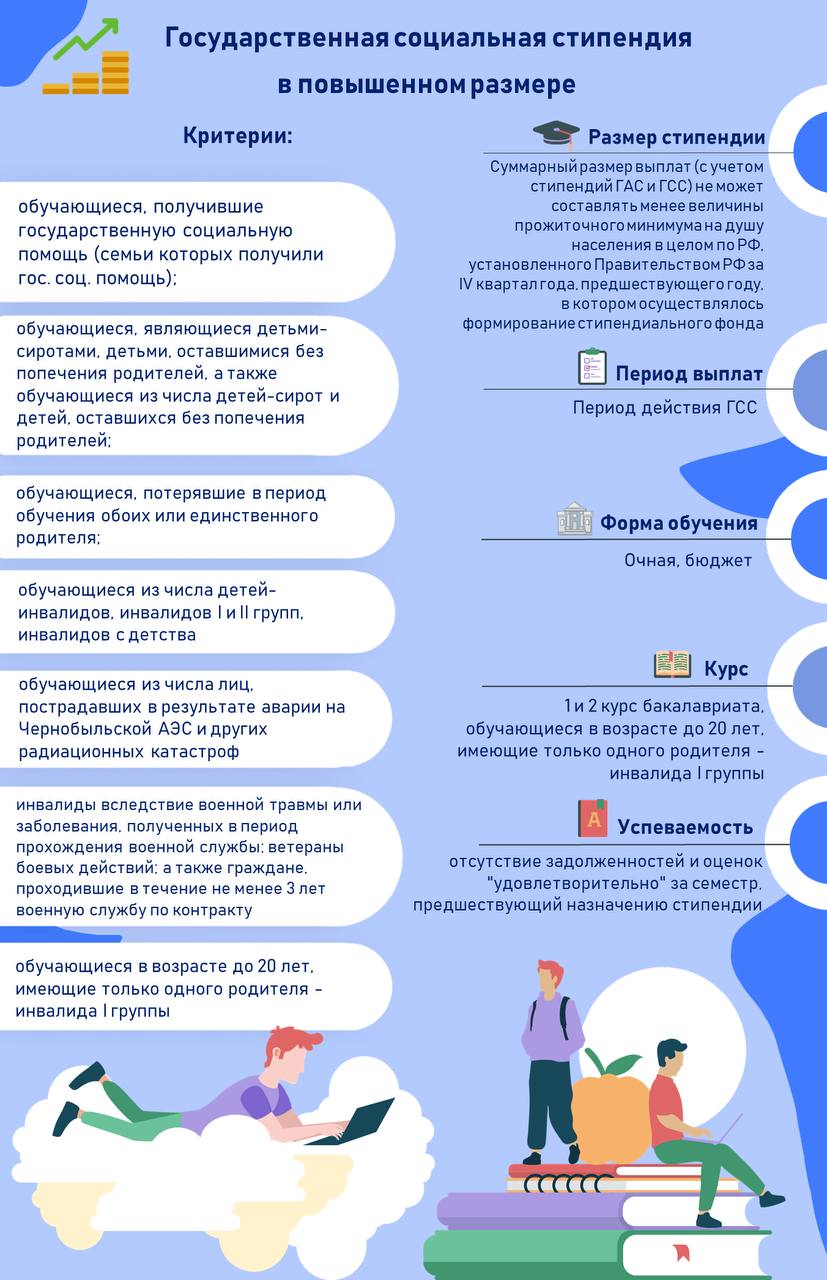 Государственная социальная стипендия
в повышенном размере
Критерии:
обучающиеся, получившие
государственную социальную
помощь (семьи которых получили
гос. соц. помощь);
обучающиеся, являющиеся детьми-
сиротами, детьми, оставшимися без
попечения родителей, а также
обучающиеся из числа детей-сирот и
детей, оставшихся без попечения
родителей;
обучающиеся, потерявшие в период
обучения обоих или единственного
родителя;
обучающиеся из числа детей-
инвалидов, инвалидов I и II групп,
инвалидов с детства
обучающиеся из числа лиц,
пострадавших в результате аварии на
Чернобыльской АЭС и других
радиационных катастроф
инвалиды вследствие военной травмы или
заболевания, полученных в период
прохождения военной службы; ветераны
боевых действий; а также граждане,
проходившие в течение не менее 3 лет
военную службу по контракту
обучающиеся в возрасте до 20 лет,
имеющие только одного родителя -
инвалида I группы
Размер стипендии
Суммарный размер выплат (с учетом
стипендий ГАС и ГСС) не может
составлять менее величины
прожиточного минимума на душу
населения в целом по РФ,
установленного Правительством РФ за
IV квартал года, предшествующего году,
в котором осуществлялось
формирование стипендиального фонда
Период выплат
Период действия ГСС
Форма обучения
Очная, бюджет
Курс
1 и 2 курс бакалавриата,
обучающиеся в возрасте до 20 лет,
имеющие только одного родителя -
инвалида I группы
A
Успеваемость
отсутствие задолженностей и оценок
"удовлетворительно" за семестр,
предшествующий назначению стипендии